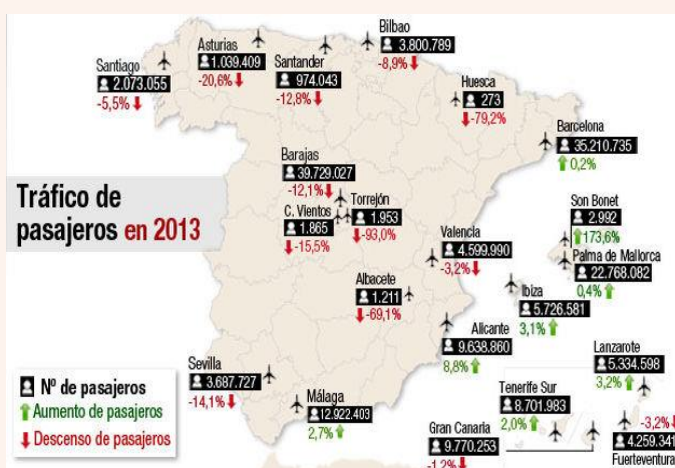 Bilbao
3.800.789
-8,9%
Asturias
1.039.409
-20,6%
Santander
974.043
-12,8%
Santiago
2.073.055
-5,5%
Huesca
273
-79,2%
Barcelona
35.210.735
0,2%
Barajas
39.729.027
-12,1%
Tráfico de
pasajeros en 2013
C. Vientos
1.865
-15,5%
Torrejón
1.953
-93,0%
Son Bonet
2.992
173,6%
Valencia
4.599.990
-3,2%
Palma de Mallorca
22.768.082
0,4%
Albacete
1.211
-69,1%
Ibiza
5.726.581
3,1%
Alicante
9.638.860
8,8%
Lanzarote
5.334.598
3,2%
Sevilla
3.687.727
-14,1%
Málaga
12.922.403
2,7%
Tenerife Sur
8.701.983
2,0%
Gran Canaria
9.770.253
-1,2%
-3,2%
4.259.341
Fuerteventura
Nº de pasajeros
Aumento de pasajeros
Descenso de pasajeros